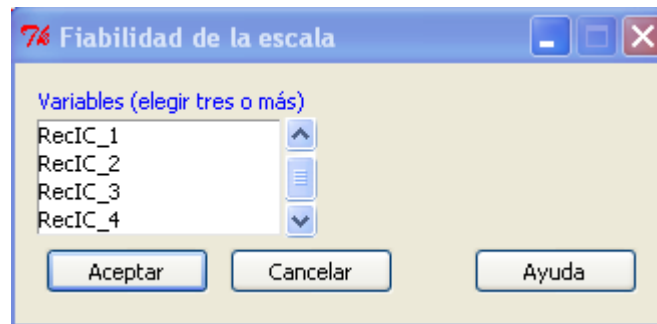 Fiabilidad de la escala
Variables (elegir tres o más)
RecIC_1
RecIC_2
RecIC_3
RecIC_4
Aceptar Cancelar Ayuda